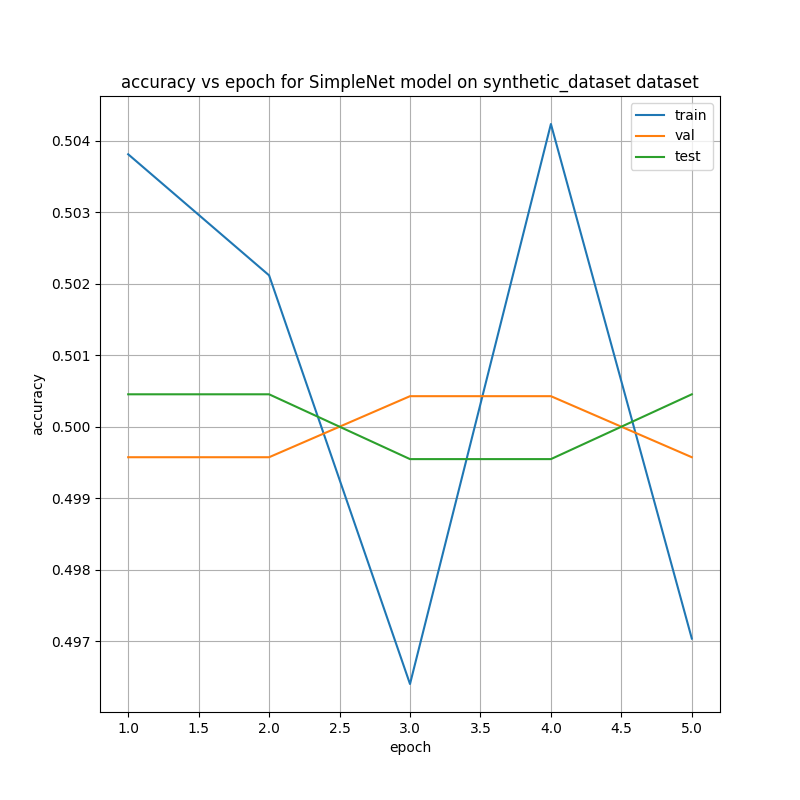 accuracy vs epoch for SimpleNet model on synthetic_dataset dataset
train
val
test
0.504
0.503
0.502
0.501
0.500
0.499
0.498
0.497
accuracy
1.0 1.5 2.0 2.5 3.0 3.5 4.0 4.5 5.0
epoch